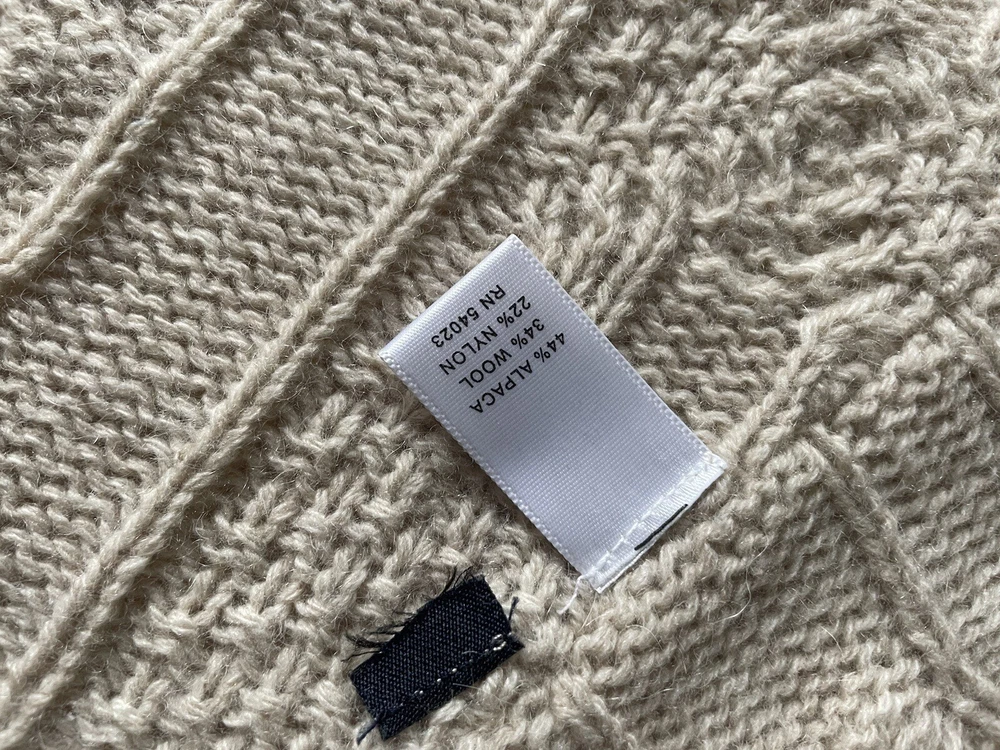 44% ALPACA
34% WOOL
22% NYLON
RN 54023